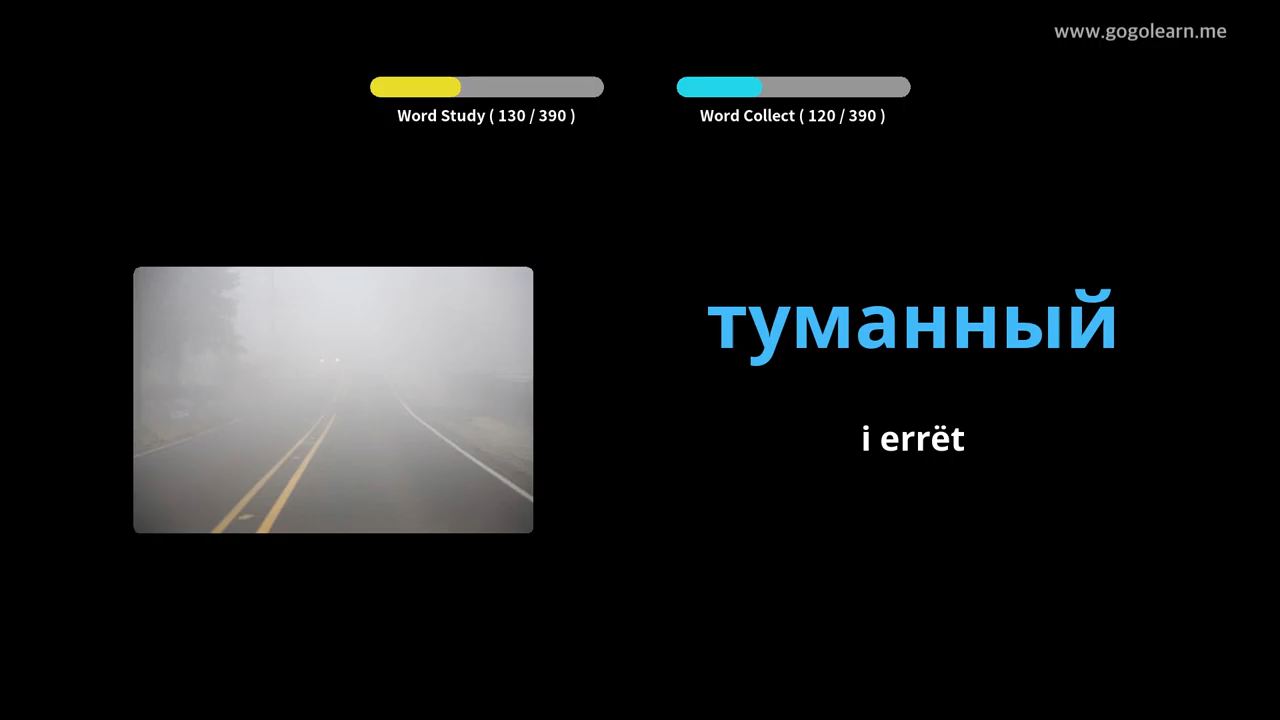 www.gogolearn.me
Word Study ( 130 / 390 )
Word Collect ( 120 / 390 )
туманный
i errët